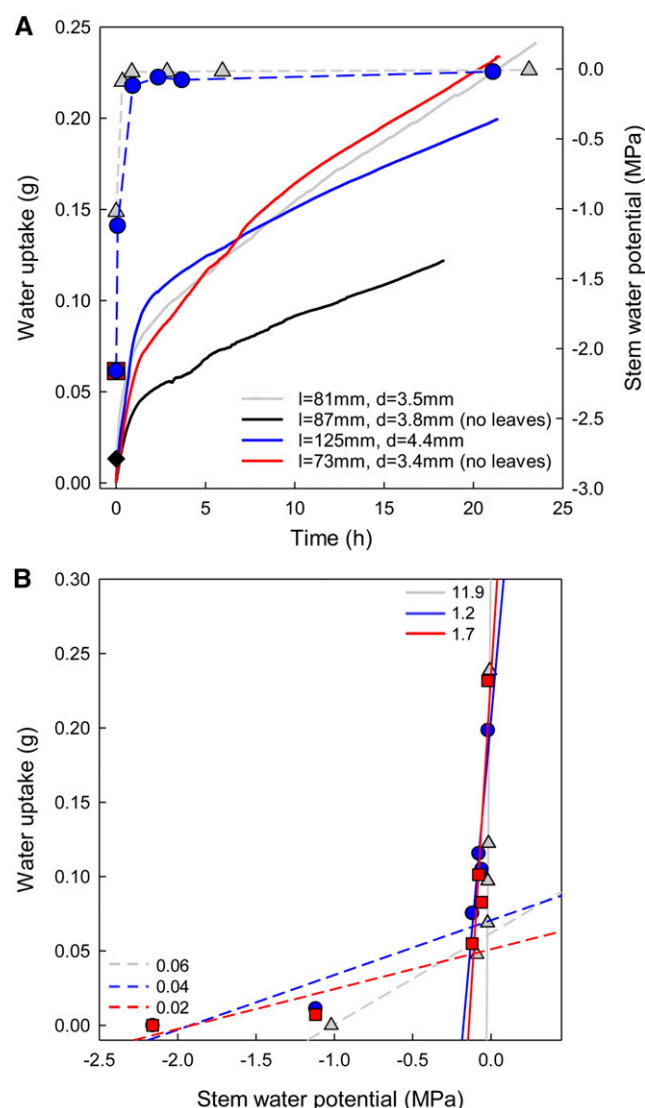 A
0.25
0.20
0.15
0.10
0.05
0.00
Water uptake (g)
0.0
-0.5
-1.0
-1.5
-2.0
-2.5
-3.0
Stem water potential (MPa)
l=81mm, d=3.5mm
l=87mm, d=3.8mm (no leaves)
l=125mm, d=4.4mm
l=73mm, d=3.4mm (no leaves)
0 5 10 15 20 25
Time (h)
B
0.30
0.25
0.20
0.15
0.10
0.05
0.00
Water uptake (g)
11.9
1.2
1.7
0.06
0.04
0.02
-2.5 -2.0 -1.5 -1.0 -0.5 0.0
Stem water potential (MPa)